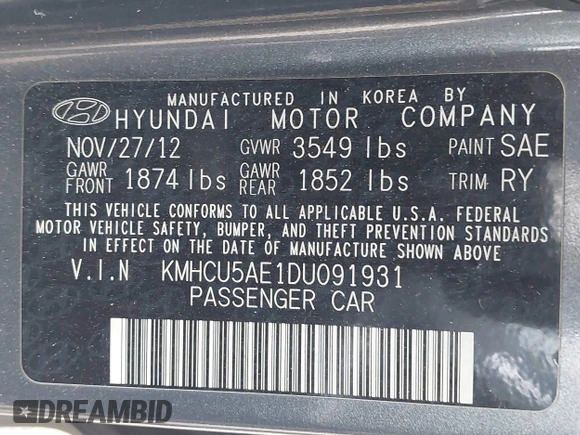 MANUFACTURED IN KOREA BY
HYUNDAI MOTOR COMPANY
NOV/27/12 GVWR 3549 lbs PAINT SAE
GAWR FRONT 1874 lbs GAWR REAR 1852 lbs TRIM RY
THIS VEHICLE CONFORMS TO ALL APPLICABLE U.S.A. FEDERAL
MOTOR VEHICLE SAFETY, BUMPER, AND THEFT PREVENTION STANDARDS
IN EFFECT ON THE DATE OF MANUFACTURE SHOWN ABOVE
V.I.N KMHCU5AE1DU091931
PASSENGER CAR
DREAMBID